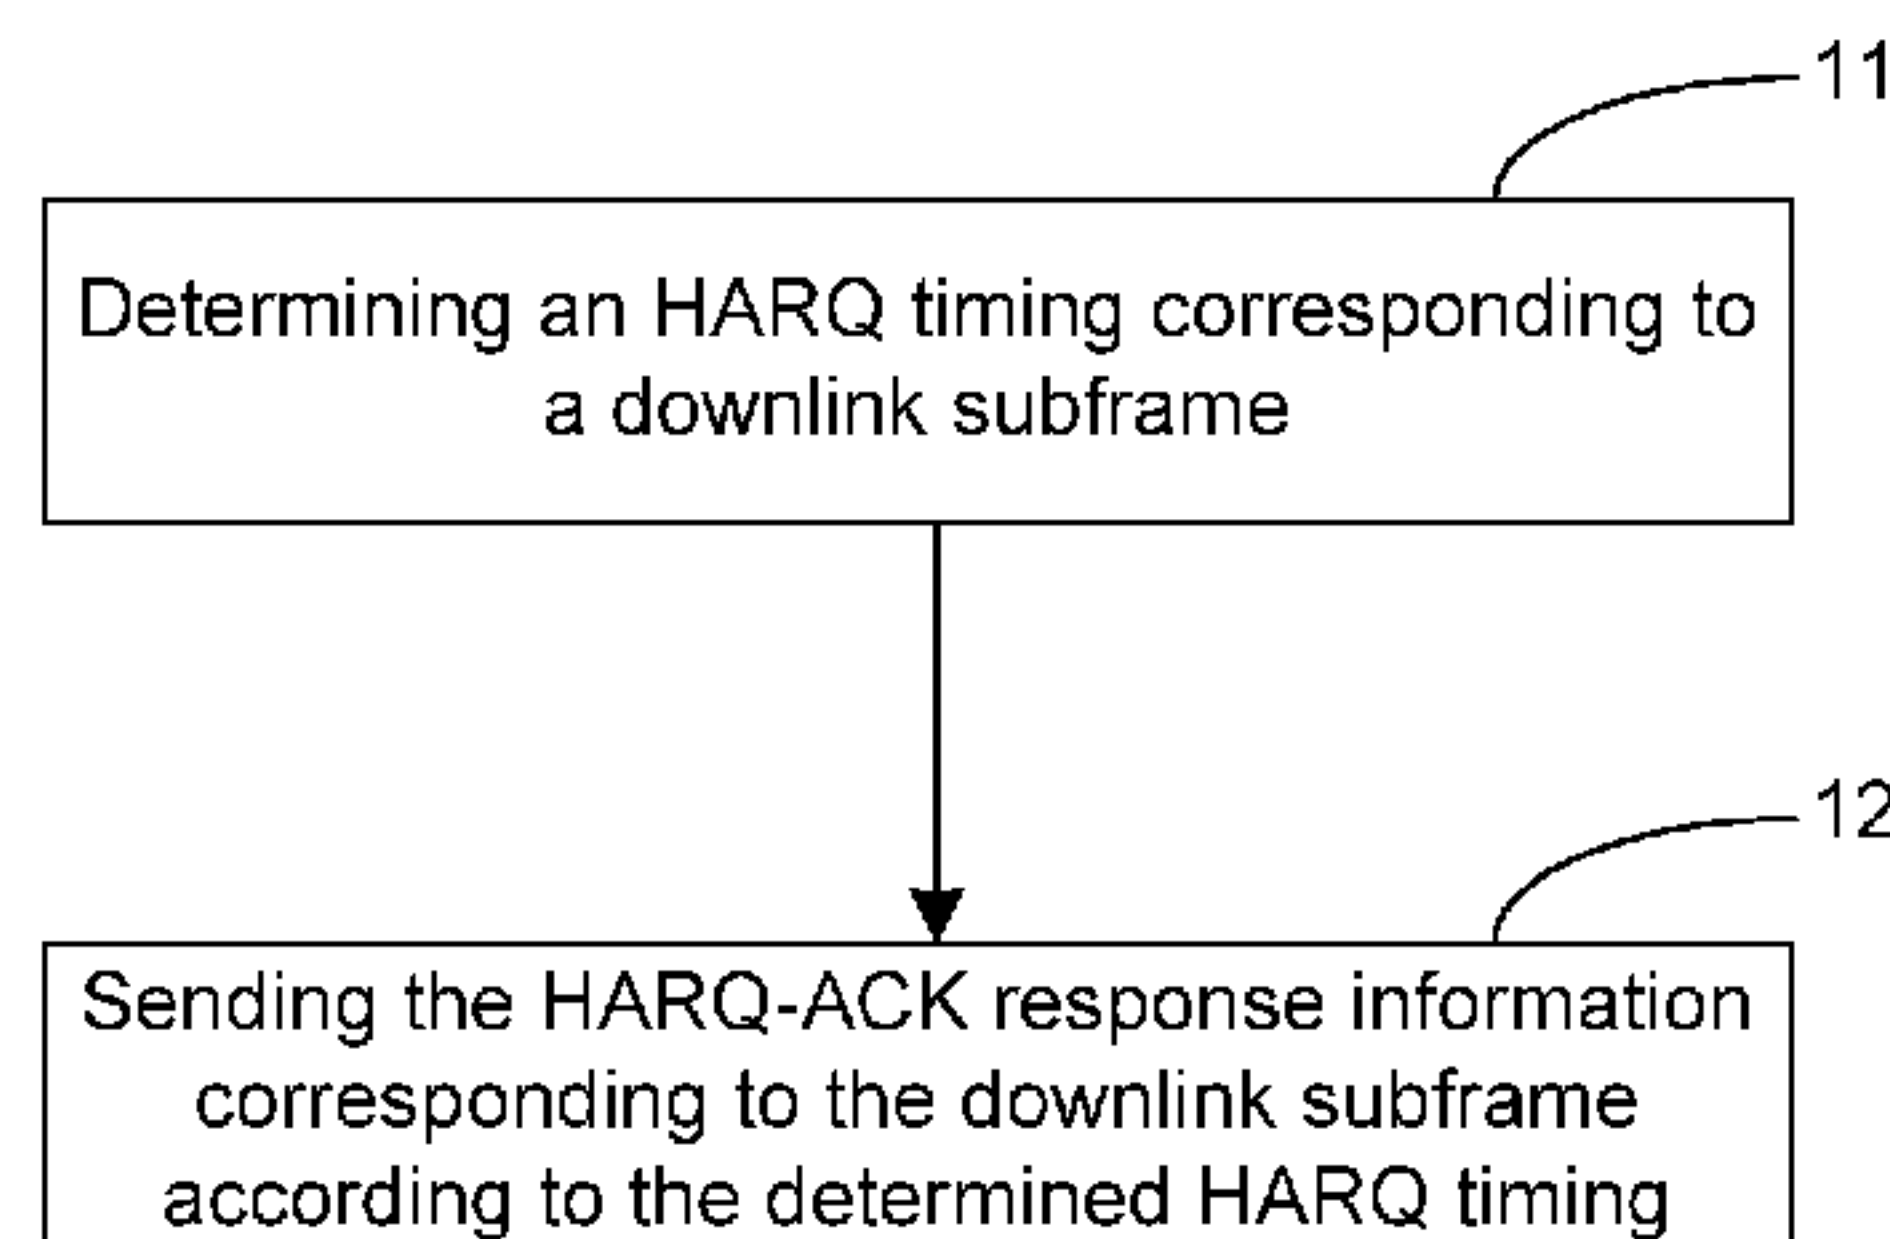 11
Determining an HARQ timing corresponding to
a downlink subframe
12
Sending the HARQ-ACK response information
corresponding to the downlink subframe
according to the determined HARQ timing